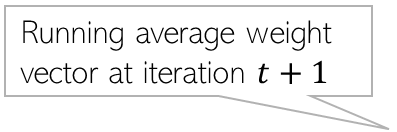 Running average weight
vector at iteration t + 1